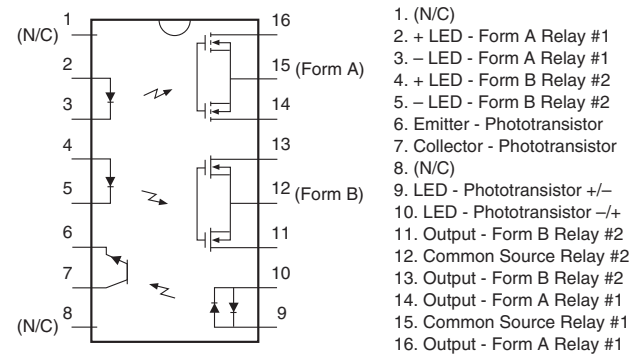 1
(N/C)
2
3
4
5
6
7
8
(N/C)
16
15 (Form A)
14
13
12 (Form B)
11
10
9
1. (N/C)
2. + LED - Form A Relay #1
3. – LED - Form A Relay #1
4. + LED - Form B Relay #2
5. – LED - Form B Relay #2
6. Emitter - Phototransistor
7. Collector - Phototransistor
8. (N/C)
9. LED - Phototransistor +/–
10. LED - Phototransistor –/+
11. Output - Form B Relay #2
12. Common Source Relay #2
13. Output - Form B Relay #2
14. Output - Form A Relay #1
15. Common Source Relay #1
16. Output - Form A Relay #1